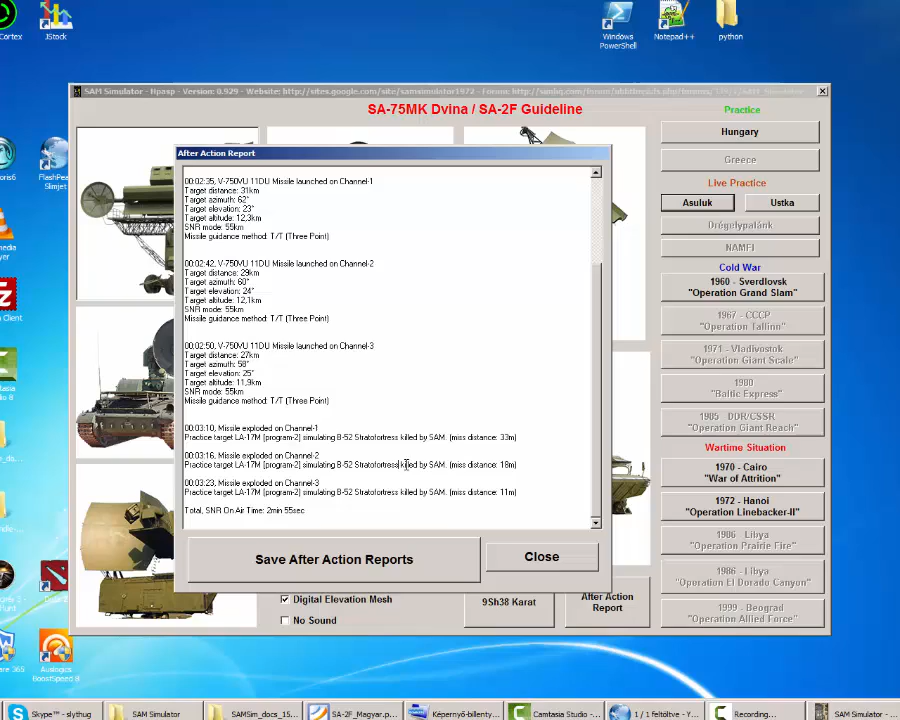 Cortex
JStock
Windows
PowerShell
Notepad++
python
SAM Simulator - Hpasp - Version: 0.929 - Website: http://sites.google.com/site/samsimulator1972 - Forum:
SA-75MK Dvina / SA-2F Guideline
Practice
Hungary
Greece
Live Practice
Asuluk
Ustka
Drégelypalánk
NAMFI
Cold War
1960 - Sverdlovsk
"Operation Grand Slam"
1967 - CCCP
"Operation Tallinn"
1971 - Vladivostok
"Operation Giant Scale"
1980
"Baltic Express"
1985 - DDR/CSSR
"Operation Giant Reach"
Wartime Situation
1970 - Cairo
"War of Attrition"
1972 - Hanoi
"Operation Linebacker-II"
1986 - Libya
"Operation Prairie Fire"
1986 - Libya
"Operation El Dorado Canyon"
1999 - Beograd
"Operation Allied Force"
After Action Report
00:02:35, V-750VU 11DU Missile launched on Channel-1
Target distance: 31km
Target azimuth: 62°
Target elevation: 23°
Target altitude: 12,3km
SNR mode: 55km
Missile guidance method: T/T (Three Point)
00:02:42, V-750VU 11DU Missile launched on Channel-2
Target distance: 29km
Target azimuth: 60°
Target elevation: 24°
Target altitude: 12,1km
SNR mode: 55km
Missile guidance method: T/T (Three Point)
00:02:50, V-750VU 11DU Missile launched on Channel-3
Target distance: 27km
Target azimuth: 58°
Target elevation: 25°
Target altitude: 11,9km
SNR mode: 55km
Missile guidance method: T/T (Three Point)
00:03:10, Missile exploded on Channel-1
Practice target LA-17M (program-2) simulating B-52 Stratofortress killed by SAM. (miss distance: 33m)
00:03:16, Missile exploded on Channel-2
Practice target LA-17M (program-2) simulating B-52 Stratofortress killed by SAM. (miss distance: 18m)
00:03:23, Missile exploded on Channel-3
Practice target LA-17M (program-2) simulating B-52 Stratofortress killed by SAM. (miss distance: 11m)
Total, SNR On Air Time: 2min 55sec
Save After Action Reports
Close
Digital Elevation Mesh
No Sound
9Sh38 Karat
After Action
Report
FlashPea
Slimjet
Client
Auslogics
BoostSpeed 8
Skype™ - slythug
SAM Simulator
SAMSim_docs_15...
SA-2F_Magyar.p...
Képernyő-billenty...
Camtasia Studio -...
1 / 1 feltöltve - Y...
Recording...
SAM Simulator - ...